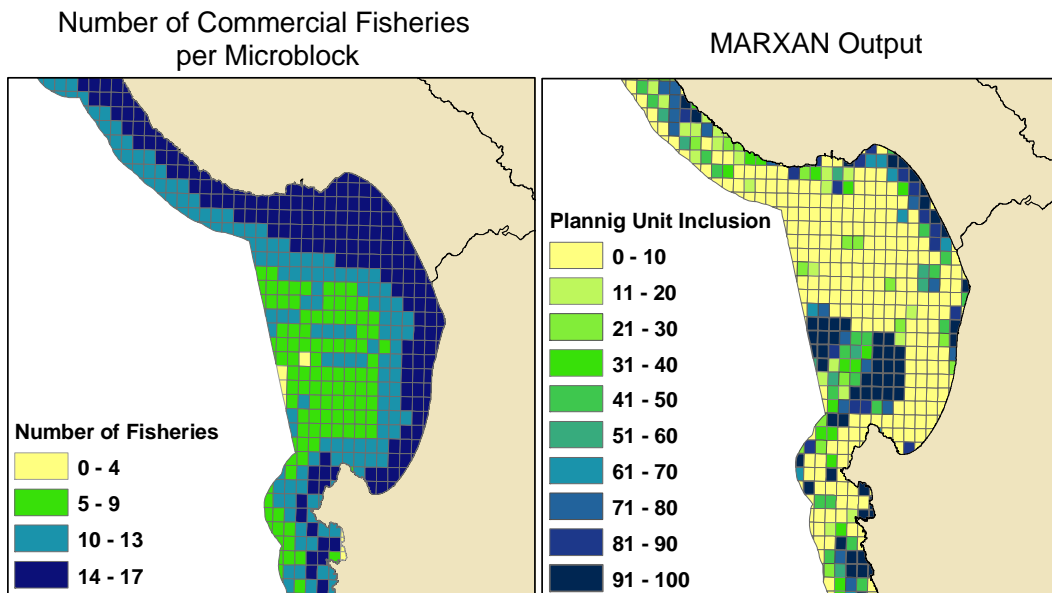 Number of Commercial Fisheries
per Microblock
Number of Fisheries
0 - 4
5 - 9
10 - 13
14 - 17
MARXAN Output
Plannig Unit Inclusion
0 - 10
11 - 20
21 - 30
31 - 40
41 - 50
51 - 60
61 - 70
71 - 80
81 - 90
91 - 100